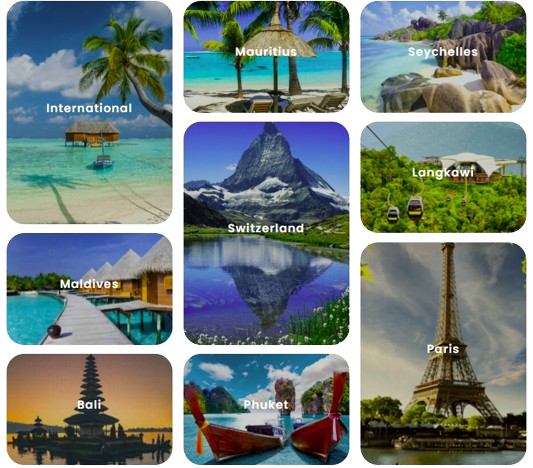 International
Mauritius
Seychelles
Langkawi
Switzerland
Maldives
Paris
Bali
Phuket